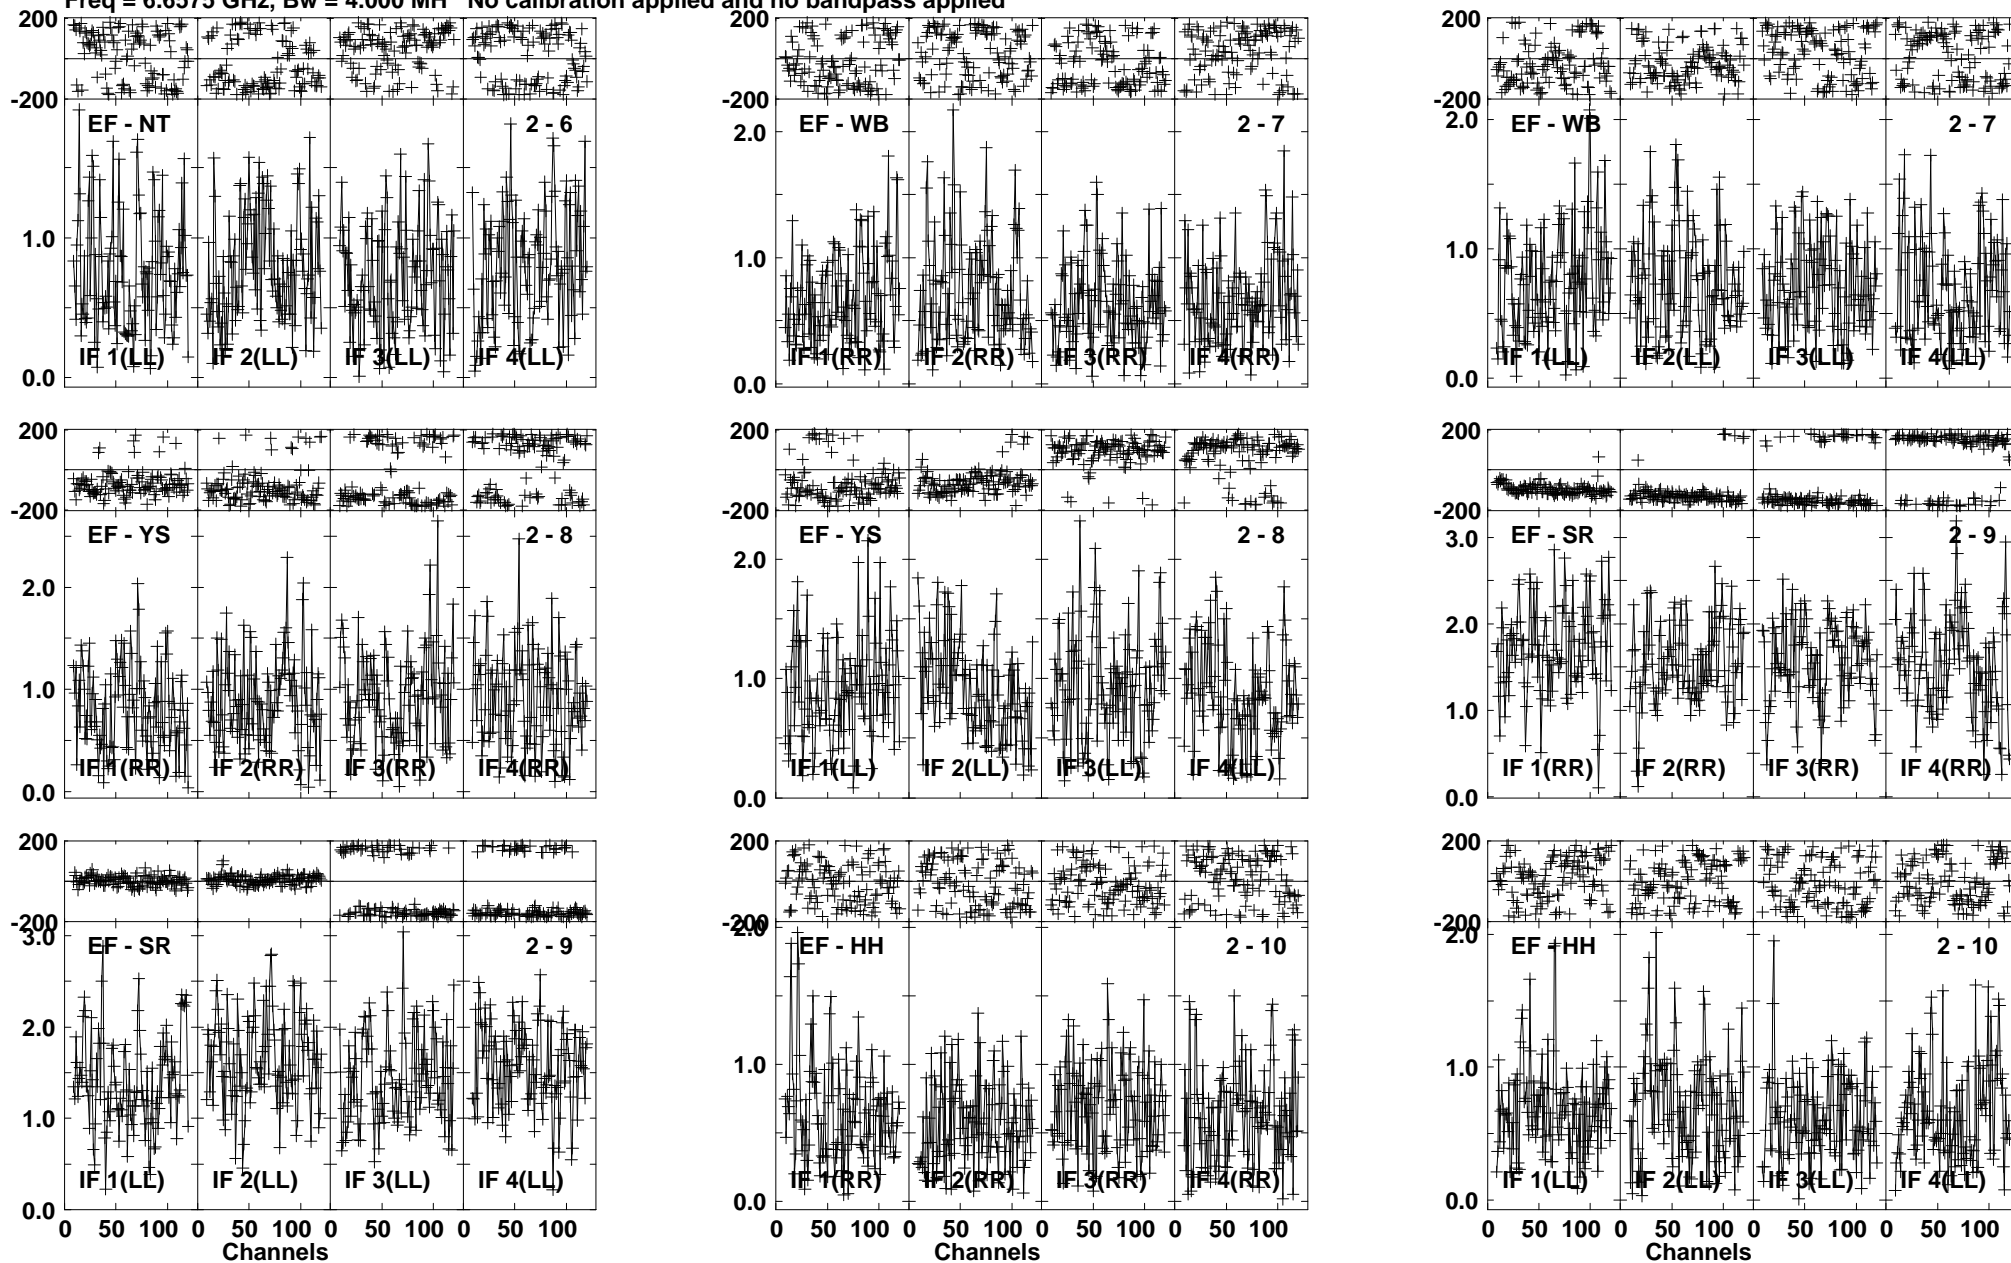 Freq = 6.6575 GHz, Bw = 4.000 MH No calibration applied and no bandpass applied
200
-200
EF - NT 2 - 6
1.0
IF 1(LL) IF 2(LL) IF 3(LL) IF 4(LL)
0.0
200
-200
EF - WB 2 - 7
2.0
1.0
IF 1(RR) IF 2(RR) IF 3(RR) IF 4(RR)
0.0
200
-200
2.0
EF - WB 2 - 7
1.0
IF 1(LL) IF 2(LL) IF 3(LL) IF 4(LL)
0.0
200
-200
EF - YS 2 - 8
2.0
1.0
IF 1(RR) IF 2(RR) IF 3(RR) IF 4(RR)
0.0
200
-200
EF - YS 2 - 8
2.0
1.0
IF 1(LL) IF 2(LL) IF 3(LL) IF 4(LL)
0.0
200
-200
EF - SR 2 - 9
3.0
2.0
1.0
IF 1(RR) IF 2(RR) IF 3(RR) IF 4(RR)
0.0
200
-200
3.0
EF - SR 2 - 9
2.0
1.0
IF 1(LL) IF 2(LL) IF 3(LL) IF 4(LL)
0.0
0 50 100 0 50 100 0 50 100 0 50 100
Channels
200
-200
2.0
EF - HH 2 - 10
1.0
IF 1(RR) IF 2(RR) IF 3(RR) IF 4(RR)
0.0
0 50 100 0 50 100 0 50 100 0 50 100
Channels
200
-200
2.0
EF - HH 2 - 10
1.0
IF 1(LL) IF 2(LL) IF 3(LL) IF 4(LL)
0.0
0 50 100 0 50 100 0 50 100 0 50 100
Channels